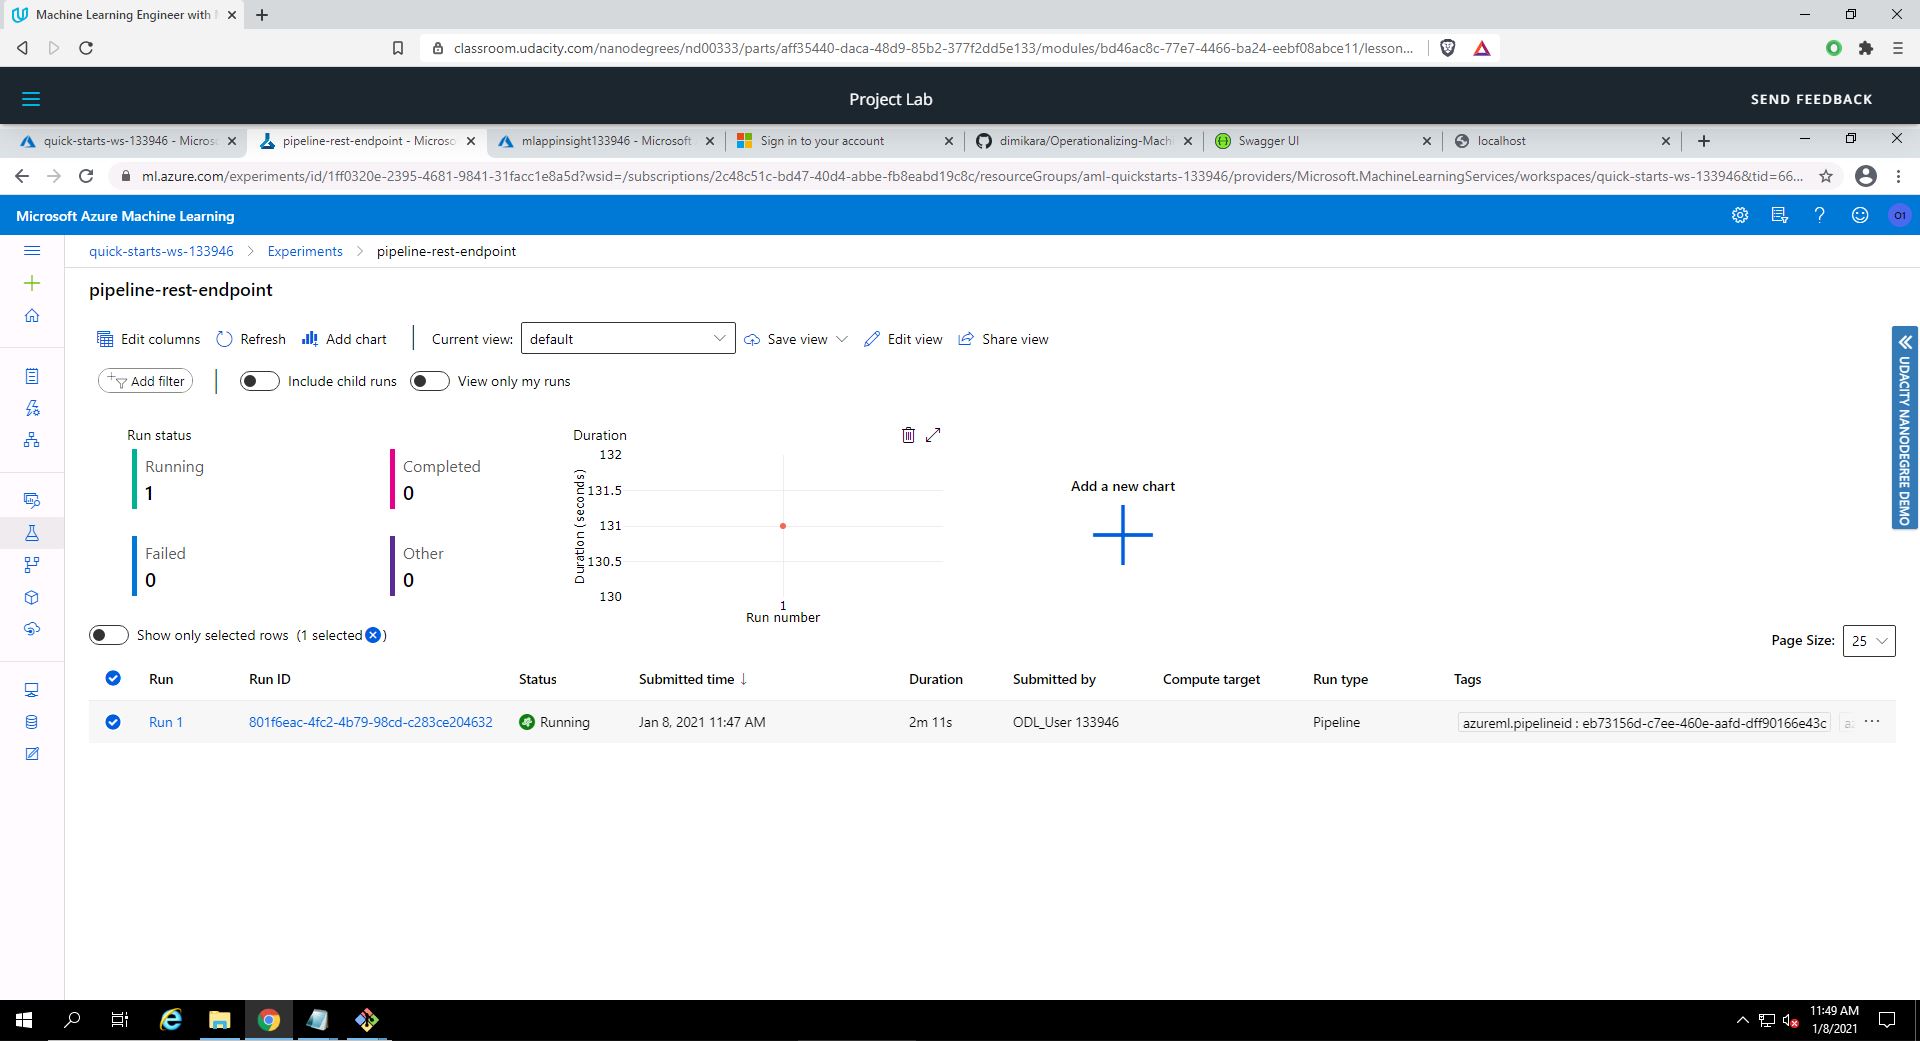 Machine Learning Engineer with
classroom.udacity.com/nanodegrees/nd00333/parts/aff35440-daca-48d9-85b2-377f2dd5e133/modules/bd46ac8c-77e7-4466-ba24-eebf08abce11/lesson...
Project Lab
SEND FEEDBACK
quick-starts-ws-133946 - Microso
pipeline-rest-endpoint - Microso
mlappinsight133946 - Microsoft
Sign in to your account
dimikara/Operationalizing-Machi
Swagger UI
localhost
ml.azure.com/experiments/id/1ff0320e-2395-4681-9841-31facc1e8a5d?wsid=/subscriptions/2c48c51c-bd47-40d4-abbe-fb8eabd19c8c/resourceGroups/aml-quickstarts-133946/providers/Microsoft.MachineLearningServices/workspaces/quick-starts-ws-133946&tid=66...
Microsoft Azure Machine Learning
O1
quick-starts-ws-133946 > Experiments > pipeline-rest-endpoint
pipeline-rest-endpoint
Edit columns Refresh Add chart Current view: default Save view Edit view Share view
Add filter Include child runs View only my runs
UDACITY NANODEGREE DEMO
Run status
Running
1
Completed
0
Failed
0
Other
0
Duration
Duration (seconds)
132
131.5
131
130.5
130
1
Run number
Add a new chart
Show only selected rows (1 selected )
Page Size: 25
Run Run ID Status Submitted time ↓ Duration Submitted by Compute target Run type Tags
Run 1 801f6eac-4fc2-4b79-98cd-c283ce204632 Running Jan 8, 2021 11:47 AM 2m 11s ODL_User 133946 Pipeline azureml.pipelineid : eb73156d-c7ee-460e-aafd-dff90166e43c ...
11:49 AM
1/8/2021